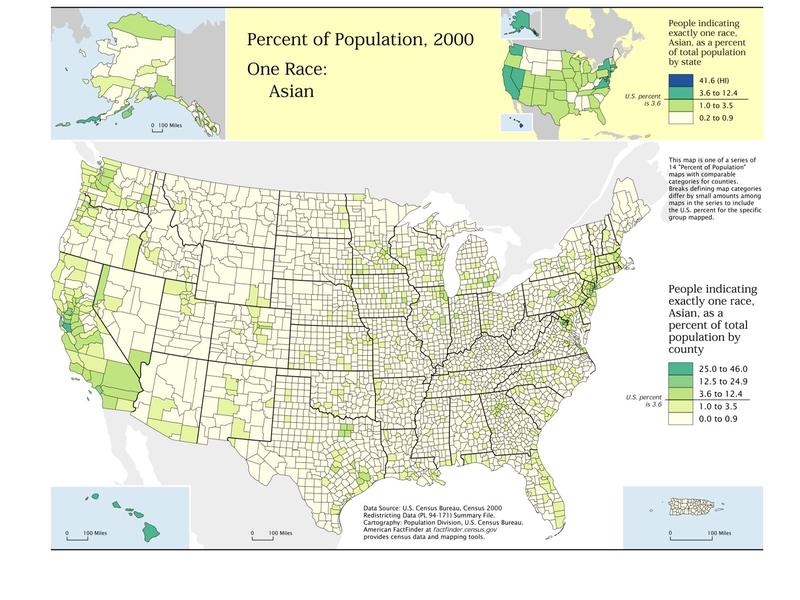 Percent of Population, 2000
One Race:
Asian
0 100 Miles
People indicating
exactly one race,
Asian, as a percent
of total population
by state
41.6 (HI)
3.6 to 12.4
U.S. percent
is 3.6
1.0 to 3.5
0.2 to 0.9
This map is one of a series of
14 "Percent of Population"
maps with comparable
categories for counties.
Breaks defining map categories
differ by small amounts among
maps in the series to include
the U.S. percent for the specific
group mapped.
People indicating
exactly one race,
Asian, as a
percent of total
population by
county
25.0 to 46.0
12.5 to 24.9
3.6 to 12.4
U.S. percent
is 3.6
1.0 to 3.5
0.0 to 0.9
Data Source: U.S. Census Bureau, Census 2000
Redistricting Data (PL 94-171) Summary File.
Cartography: Population Division, U.S. Census Bureau.
American FactFinder at factfinder.census.gov
provides census data and mapping tools.
0 100 Miles
0 100 Miles
0 100 Miles